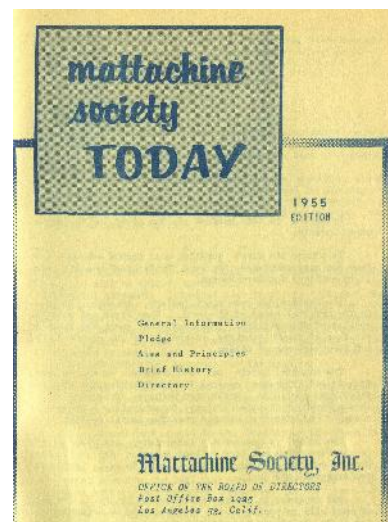 mattachine
society
TODAY
1955
EDITION
General Information
Pledge
Aims and Principles
Brief History
Directory
Mattachine Society, Inc.
OFFICE OF THE BOARD OF DIRECTORS
Post Office Box 1925
Los Angeles 53, Calif.